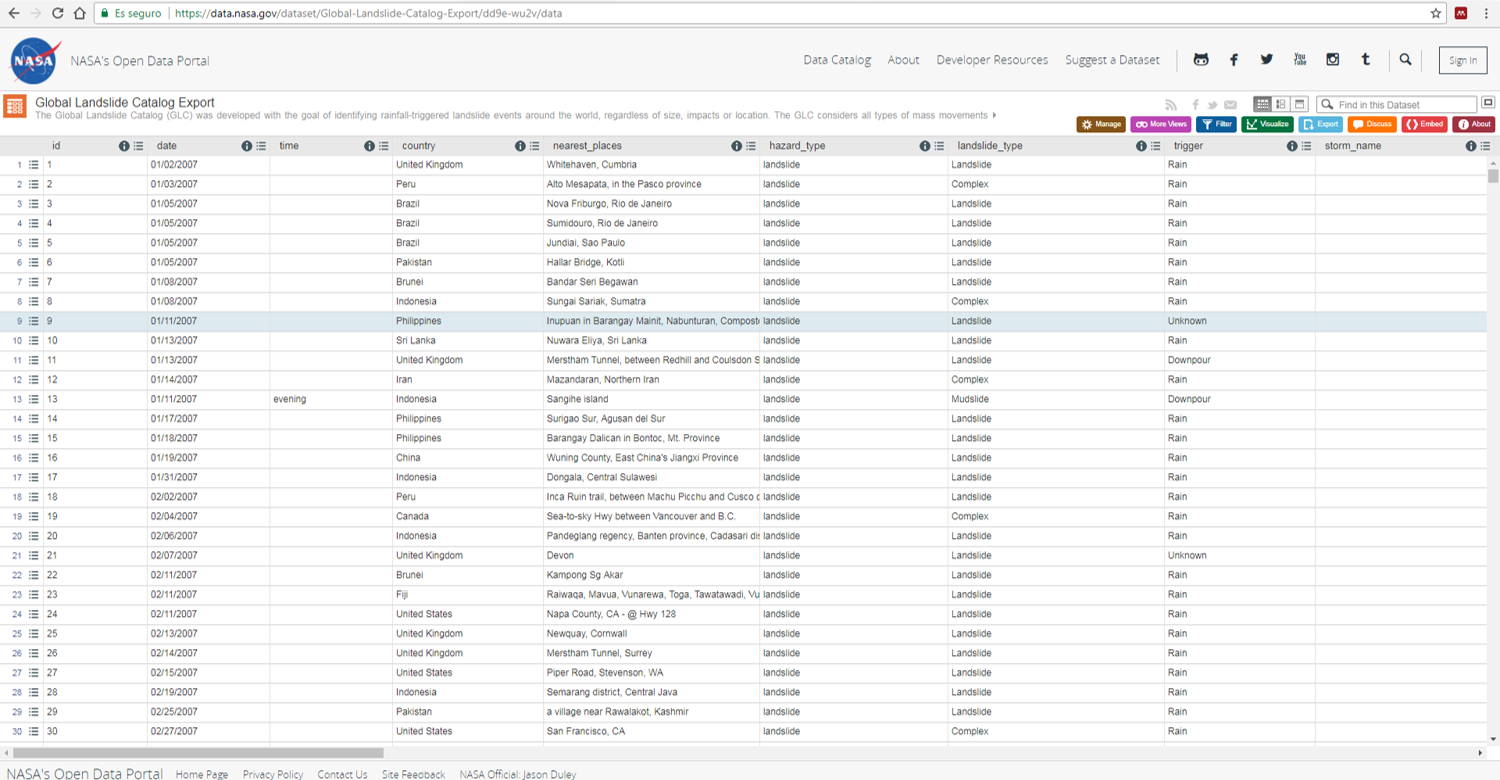 Es seguro https://data.nasa.gov/dataset/Global-Landslide-Catalog-Export/dd9e-wu2v/data
NASA NASA's Open Data Portal Data Catalog About Developer Resources Suggest a Dataset You Tube Sign In
Global Landslide Catalog Export Find in this Dataset
The Global Landslide Catalog (GLC) was developed with the goal of identifying rainfall-triggered landslide events around the world, regardless of size, impacts or location. The GLC considers all types of mass movements
Manage More Views Filter Visualize Export Discuss Embed About
id date time country nearest_places hazard_type landslide_type trigger storm_name
1 1 01/02/2007 United Kingdom Whitehaven, Cumbria landslide Landslide Rain
2 2 01/03/2007 Peru Alto Mesapata, in the Pasco province landslide Complex Rain
3 3 01/05/2007 Brazil Nova Friburgo, Rio de Janeiro landslide Landslide Rain
4 4 01/05/2007 Brazil Sumidouro, Rio de Janeiro landslide Landslide Rain
5 5 01/05/2007 Brazil Jundiai, Sao Paulo landslide Landslide Rain
6 6 01/05/2007 Pakistan Hallar Bridge, Kotli landslide Landslide Rain
7 7 01/08/2007 Brunei Bandar Seri Begawan landslide Landslide Rain
8 8 01/08/2007 Indonesia Sungai Sariak, Sumatra landslide Complex Rain
9 9 01/11/2007 Philippines Inupuan in Barangay Mainit, Nabunturan, Compost landslide Landslide Unknown
10 10 01/13/2007 Sri Lanka Nuwara Eliya, Sri Lanka landslide Landslide Rain
11 11 01/13/2007 United Kingdom Merstham Tunnel, between Redhill and Coulsdon S landslide Landslide Downpour
12 12 01/14/2007 Iran Mazandaran, Northern Iran landslide Complex Rain
13 13 01/11/2007 evening Indonesia Sangihe island landslide Mudslide Downpour
14 14 01/17/2007 Philippines Surigao Sur, Agusan del Sur landslide Landslide Rain
15 15 01/18/2007 Philippines Barangay Dalican in Bontoc, Mt. Province landslide Landslide Rain
16 16 01/19/2007 China Wuning County, East China's Jiangxi Province landslide Landslide Rain
17 17 01/31/2007 Indonesia Dongala, Central Sulawesi landslide Landslide Rain
18 18 02/02/2007 Peru Inca Ruin trail, between Machu Picchu and Cusco landslide Landslide Rain
19 19 02/04/2007 Canada Sea-to-sky Hwy between Vancouver and B.C. landslide Complex Rain
20 20 02/06/2007 Indonesia Pandeglang regency, Banten province, Cadasari dis landslide Landslide Rain
21 21 02/07/2007 United Kingdom Devon landslide Landslide Unknown
22 22 02/11/2007 Brunei Kampong Sg Akar landslide Landslide Rain
23 23 02/11/2007 Fiji Raiwaqa, Mavua, Vunarewa, Toga, Tawatawadi, Vu landslide Landslide Rain
24 24 02/11/2007 United States Napa County, CA - @ Hwy 128 landslide Landslide Rain
25 25 02/13/2007 United Kingdom Newquay, Cornwall landslide Landslide Rain
26 26 02/14/2007 United Kingdom Merstham Tunnel, Surrey landslide Landslide Rain
27 27 02/15/2007 United States Piper Road, Stevenson, WA landslide Landslide Rain
28 28 02/19/2007 Indonesia Semarang district, Central Java landslide Landslide Rain
29 29 02/25/2007 Pakistan a village near Rawalakot, Kashmir landslide Landslide Rain
30 30 02/27/2007 United States San Francisco, CA landslide Complex Rain
NASA's Open Data Portal Home Page Privacy Policy Contact Us Site Feedback NASA Official: Jason Duley